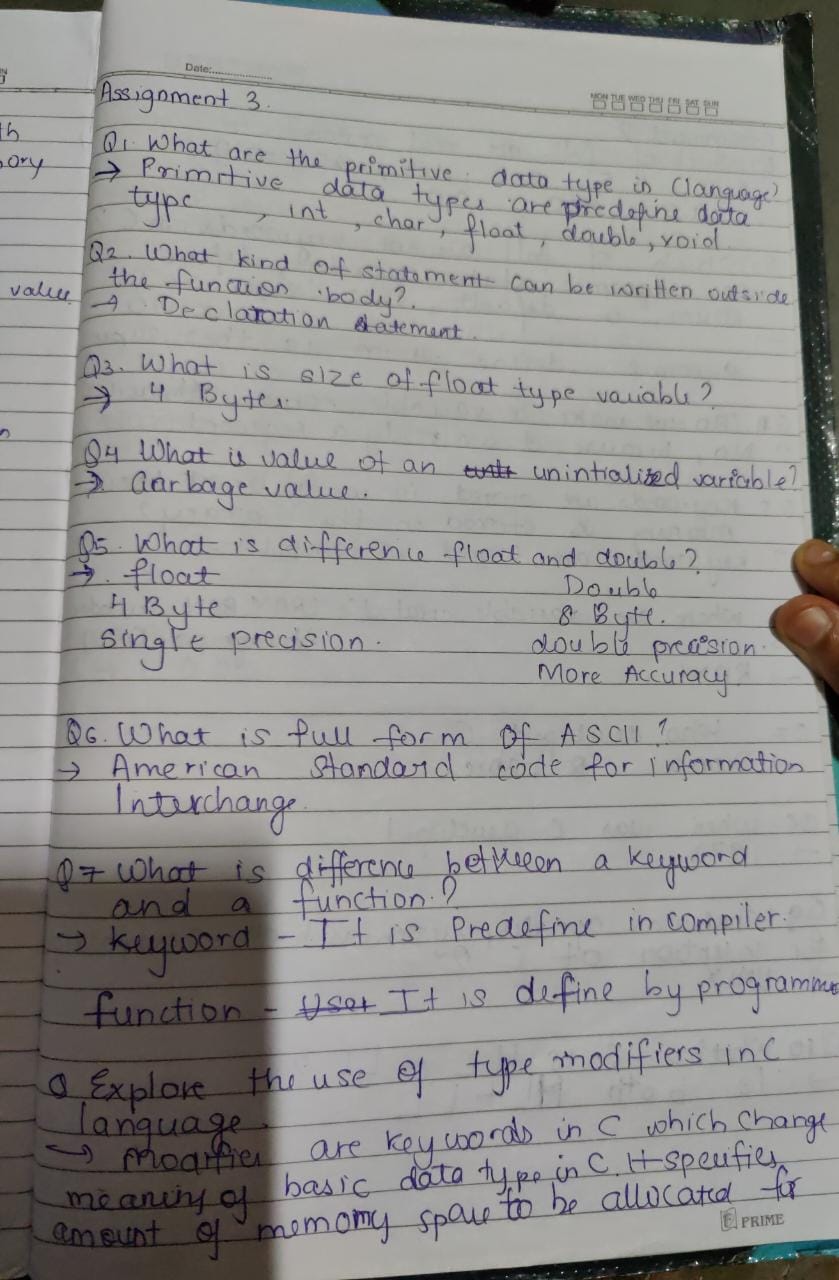 Date:
MON TUE WED THU FRI SAT SUN
Assignment 3.
Q1. What are the primitive data type in Clanguage?
→ Primitive data types are predefine data
type , int , char, float, double, void
Q2. What kind of statement can be written outside
the function body?
→ Declaration statement.
Q3. What is size of float type variable?
→ 4 Bytes.
Q4 What is value of an unintialized variable?
→ Garbage value.
Q5. What is difference float and double?
→ . float Double
4 Byte 8 Byte.
single precision. double precision.
More Accuracy
Q6. What is full form of ASCII?
→ American Standard code for information
Interchange.
Q7 What is difference between a keyword
and a function.?
→ keyword - It is Predefine in compiler.
function - It is define by programme
Q Explore the use of type modifiers in C
language.
→ modifier are keywords in C which change
meaning of basic data type in C. It specifies
amount of memomy space to be allocated for
PRIME
th
ory
value
n